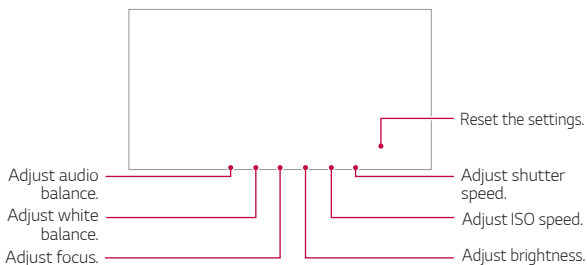 Reset the settings.
Adjust audio
balance.
Adjust white
balance.
Adjust focus.
Adjust shutter
speed.
Adjust ISO speed.
Adjust brightness.